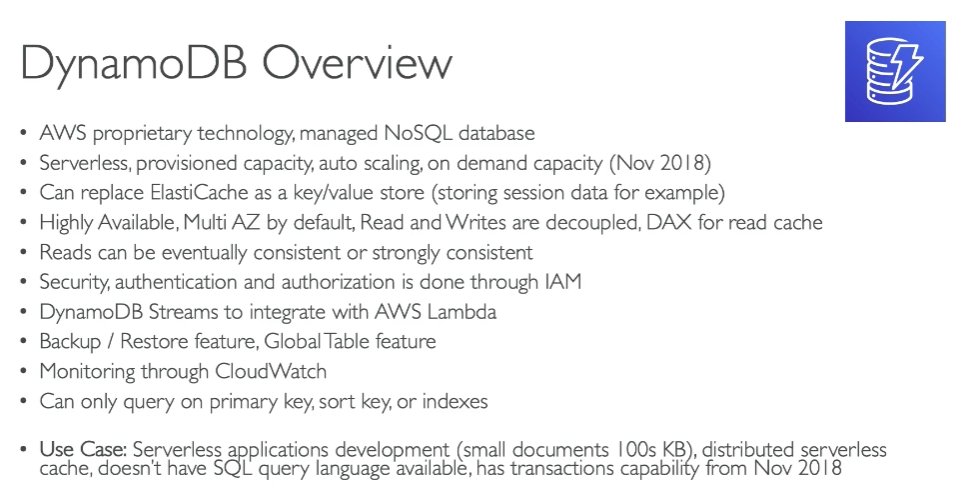 DynamoDB Overview
• AWS proprietary technology, managed NoSQL database
• Serverless, provisioned capacity, auto scaling, on demand capacity (Nov 2018)
• Can replace ElastiCache as a key/value store (storing session data for example)
• Highly Available, Multi AZ by default, Read and Writes are decoupled, DAX for read cache
• Reads can be eventually consistent or strongly consistent
• Security, authentication and authorization is done through IAM
• DynamoDB Streams to integrate with AWS Lambda
• Backup / Restore feature, Global Table feature
• Monitoring through CloudWatch
• Can only query on primary key, sort key, or indexes
• Use Case: Serverless applications development (small documents 100s KB), distributed serverless
cache, doesn't have SQL query language available, has transactions capability from Nov 2018